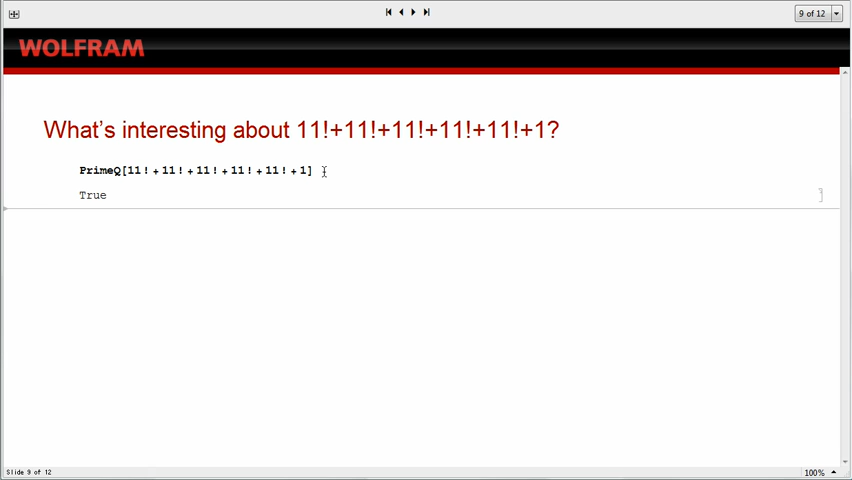 9 of 12
WOLFRAM
What's interesting about 11!+11!+11!+11!+11!+1?
PrimeQ[11! + 11! + 11! + 11! + 11! + 1]
True
Slide 9 of 12
100%